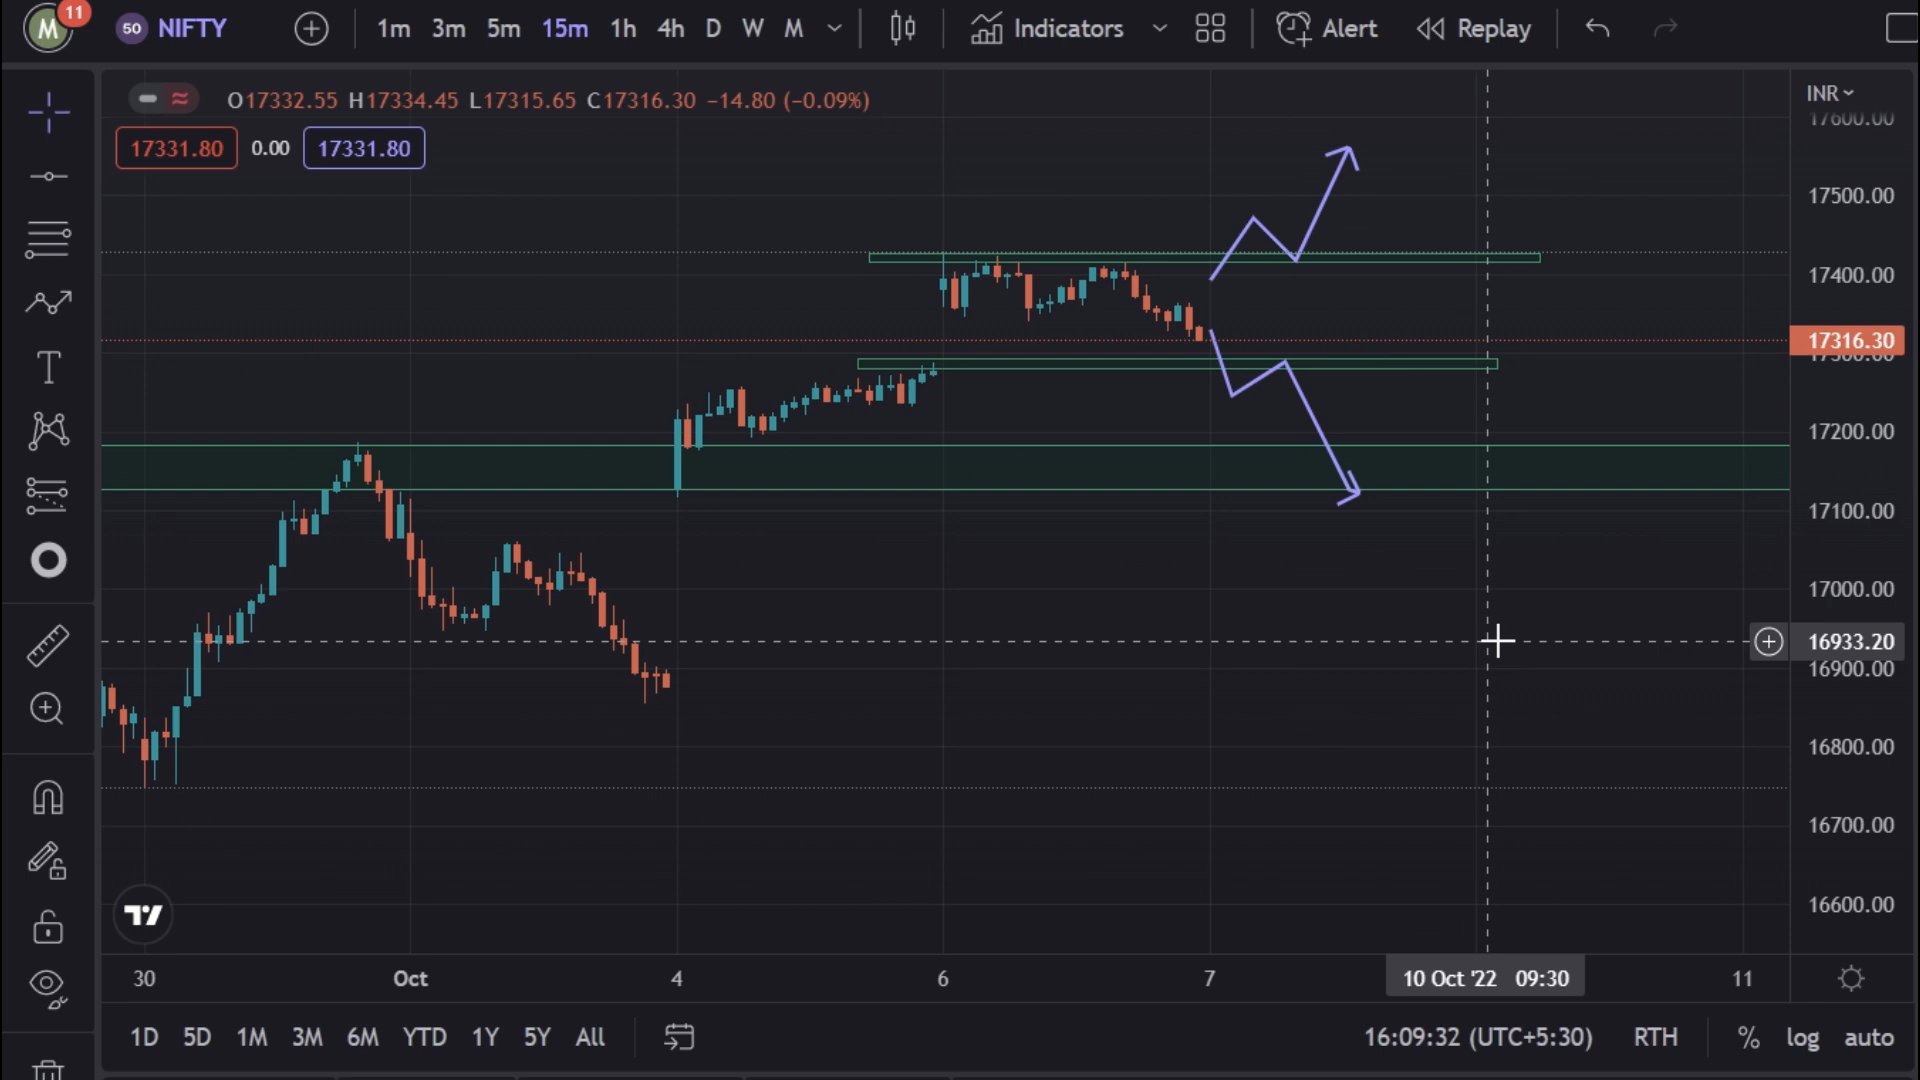 M 11 50 NIFTY 1m 3m 5m 15m 1h 4h D W M Indicators Alert Replay
O17332.55 H17334.45 L17315.65 C17316.30 −14.80 (−0.09%)
17331.80 0.00 17331.80
INR
17600.00
17500.00
17400.00
17316.30
17300.00
17200.00
17100.00
17000.00
16933.20
16900.00
16800.00
16700.00
16600.00
T
30 Oct 4 6 7 10 Oct '22 09:30 11
1D 5D 1M 3M 6M YTD 1Y 5Y All 16:09:32 (UTC+5:30) RTH % log auto